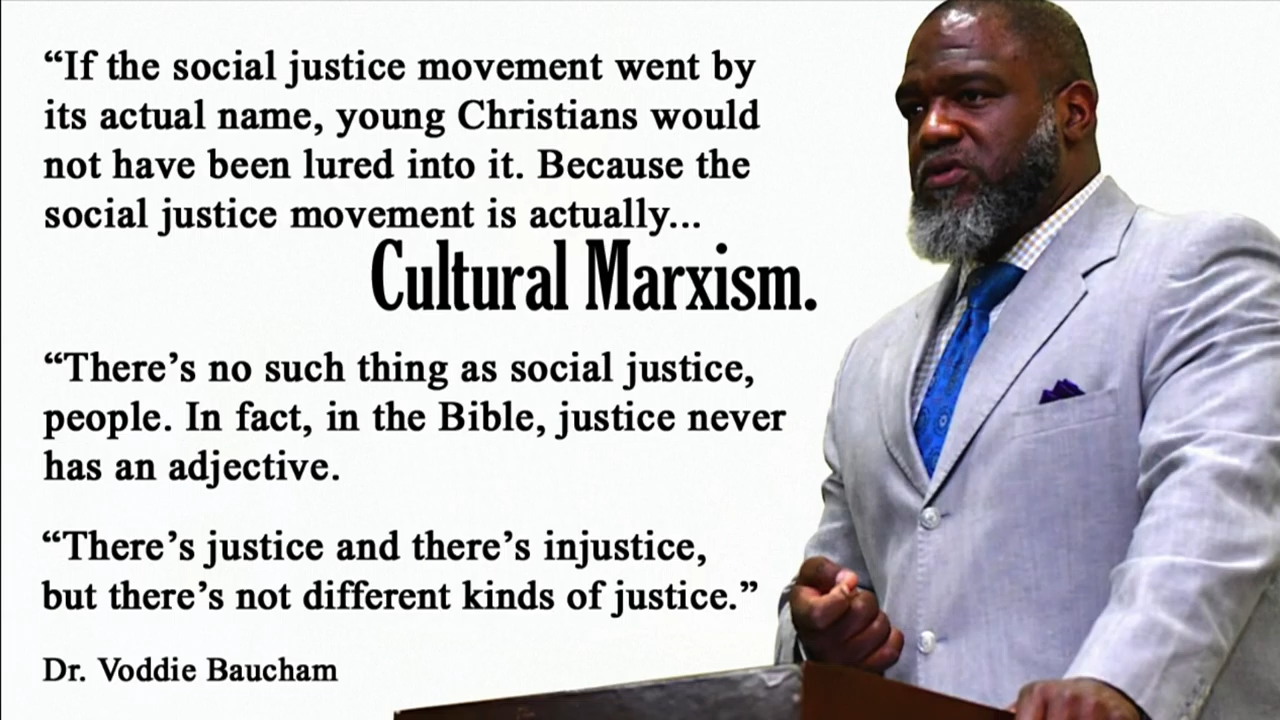 “If the social justice movement went by
its actual name, young Christians would
not have been lured into it. Because the
social justice movement is actually...
Cultural Marxism.
“There’s no such thing as social justice,
people. In fact, in the Bible, justice never
has an adjective.
“There’s justice and there’s injustice,
but there’s not different kinds of justice.”
Dr. Voddie Baucham